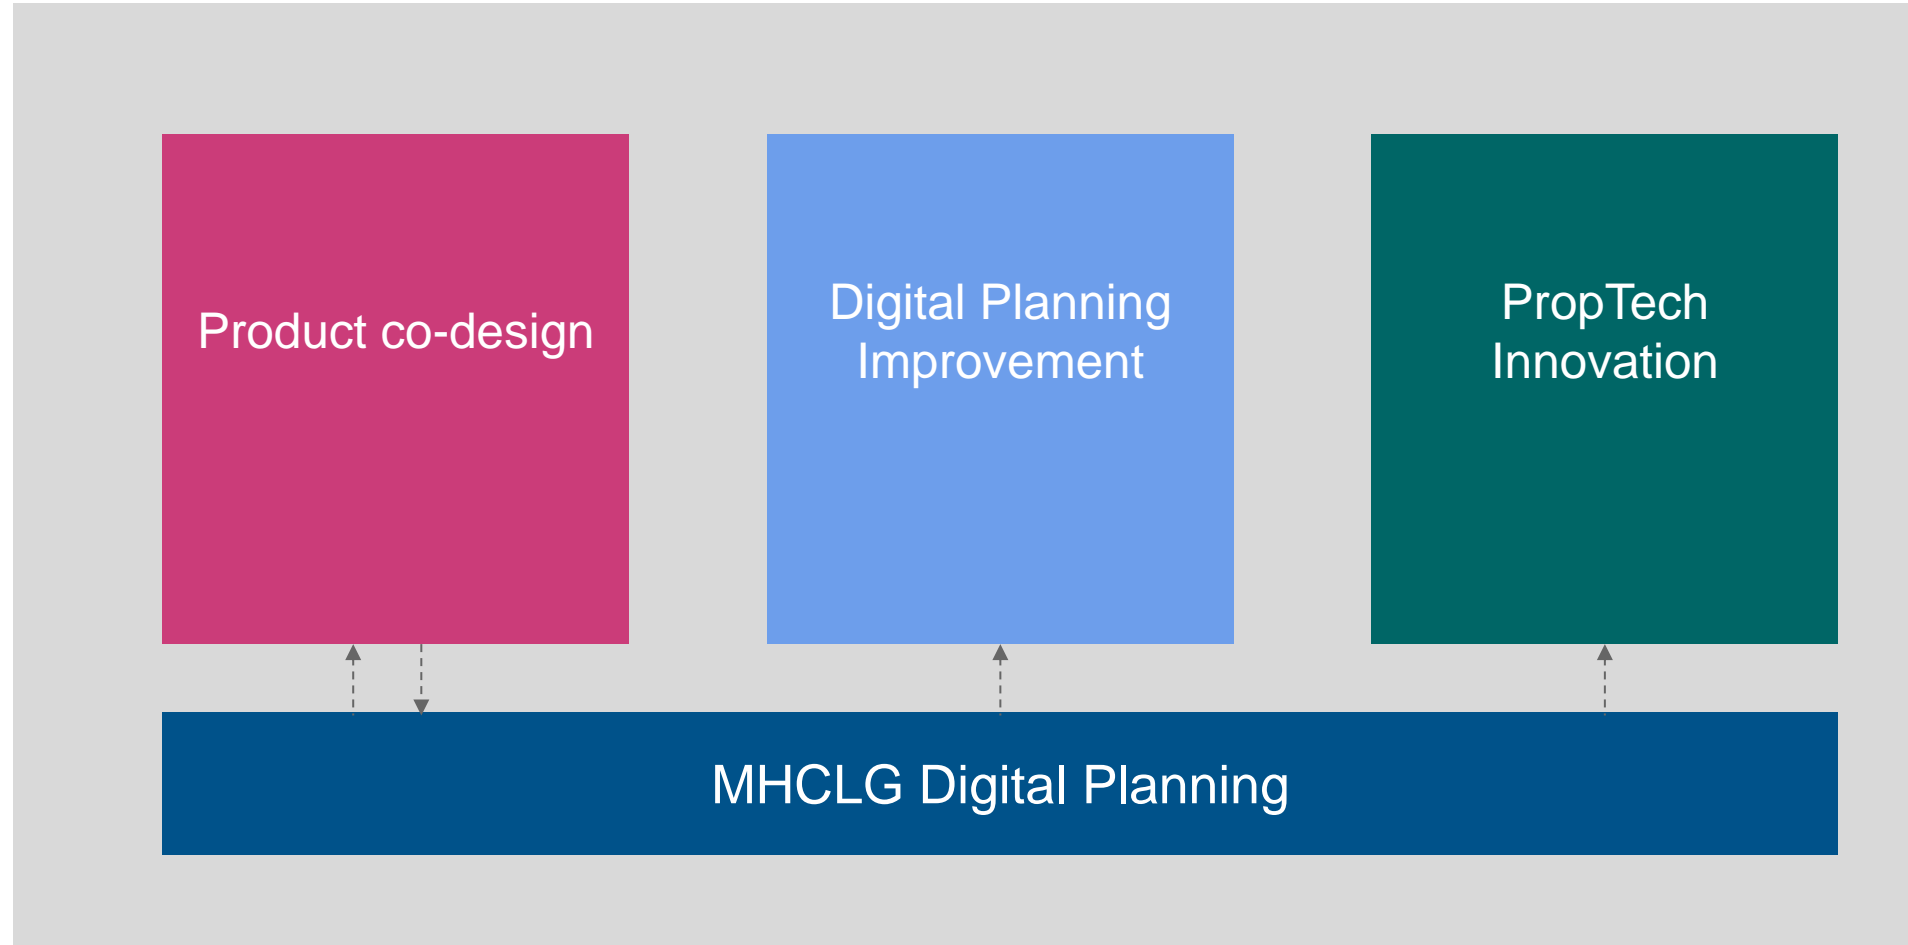 Product co-design
Digital Planning
Improvement
PropTech
Innovation
MHCLG Digital Planning